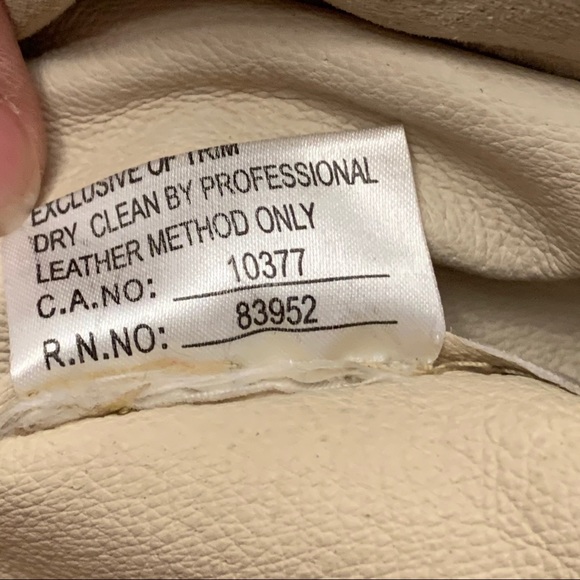 EXCLUSIVE OF TRIM
DRY CLEAN BY PROFESSIONAL
LEATHER METHOD ONLY
C.A.NO: 10377
R.N.NO: 83952